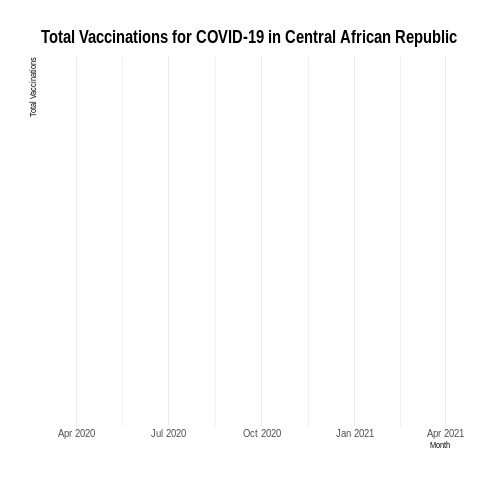 Total Vaccinations for COVID-19 in Central African Republic
Total Vaccinations
Apr 2020 Jul 2020 Oct 2020 Jan 2021 Apr 2021
Month